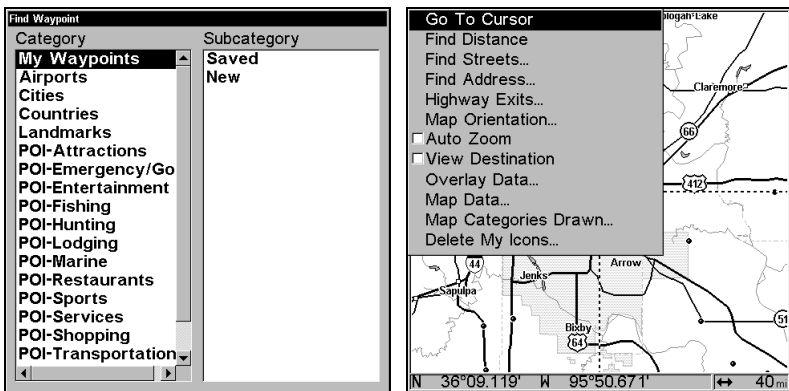 Find Waypoint
Category
Subcategory
My Waypoints
Airports
Cities
Countries
Landmarks
POI-Attractions
POI-Emergency/Go
POI-Entertainment
POI-Fishing
POI-Hunting
POI-Lodging
POI-Marine
POI-Restaurants
POI-Sports
POI-Services
POI-Shopping
POI-Transportation
Saved
New
Go To Cursor
Find Distance
Find Streets...
Find Address...
Highway Exits...
Map Orientation...
Auto Zoom
View Destination
Overlay Data...
Map Data...
Map Categories Drawn...
Delete My Icons...
Claremore
66
412
44
Arrow
Jenks
Sapulpa
51
Bixby
64
N 36°09.119' W 95°50.671' ↔ 40 mi